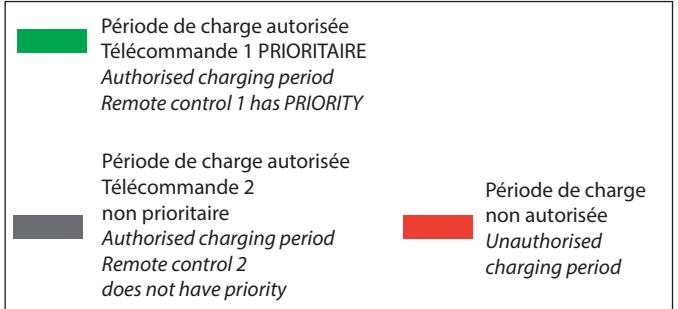 Période de charge autorisée
Télécommande 1 PRIORITAIRE
Authorised charging period
Remote control 1 has PRIORITY
Période de charge autorisée
Télécommande 2
non prioritaire
Authorised charging period
Remote control 2
does not have priority
Période de charge
non autorisée
Unauthorised
charging period